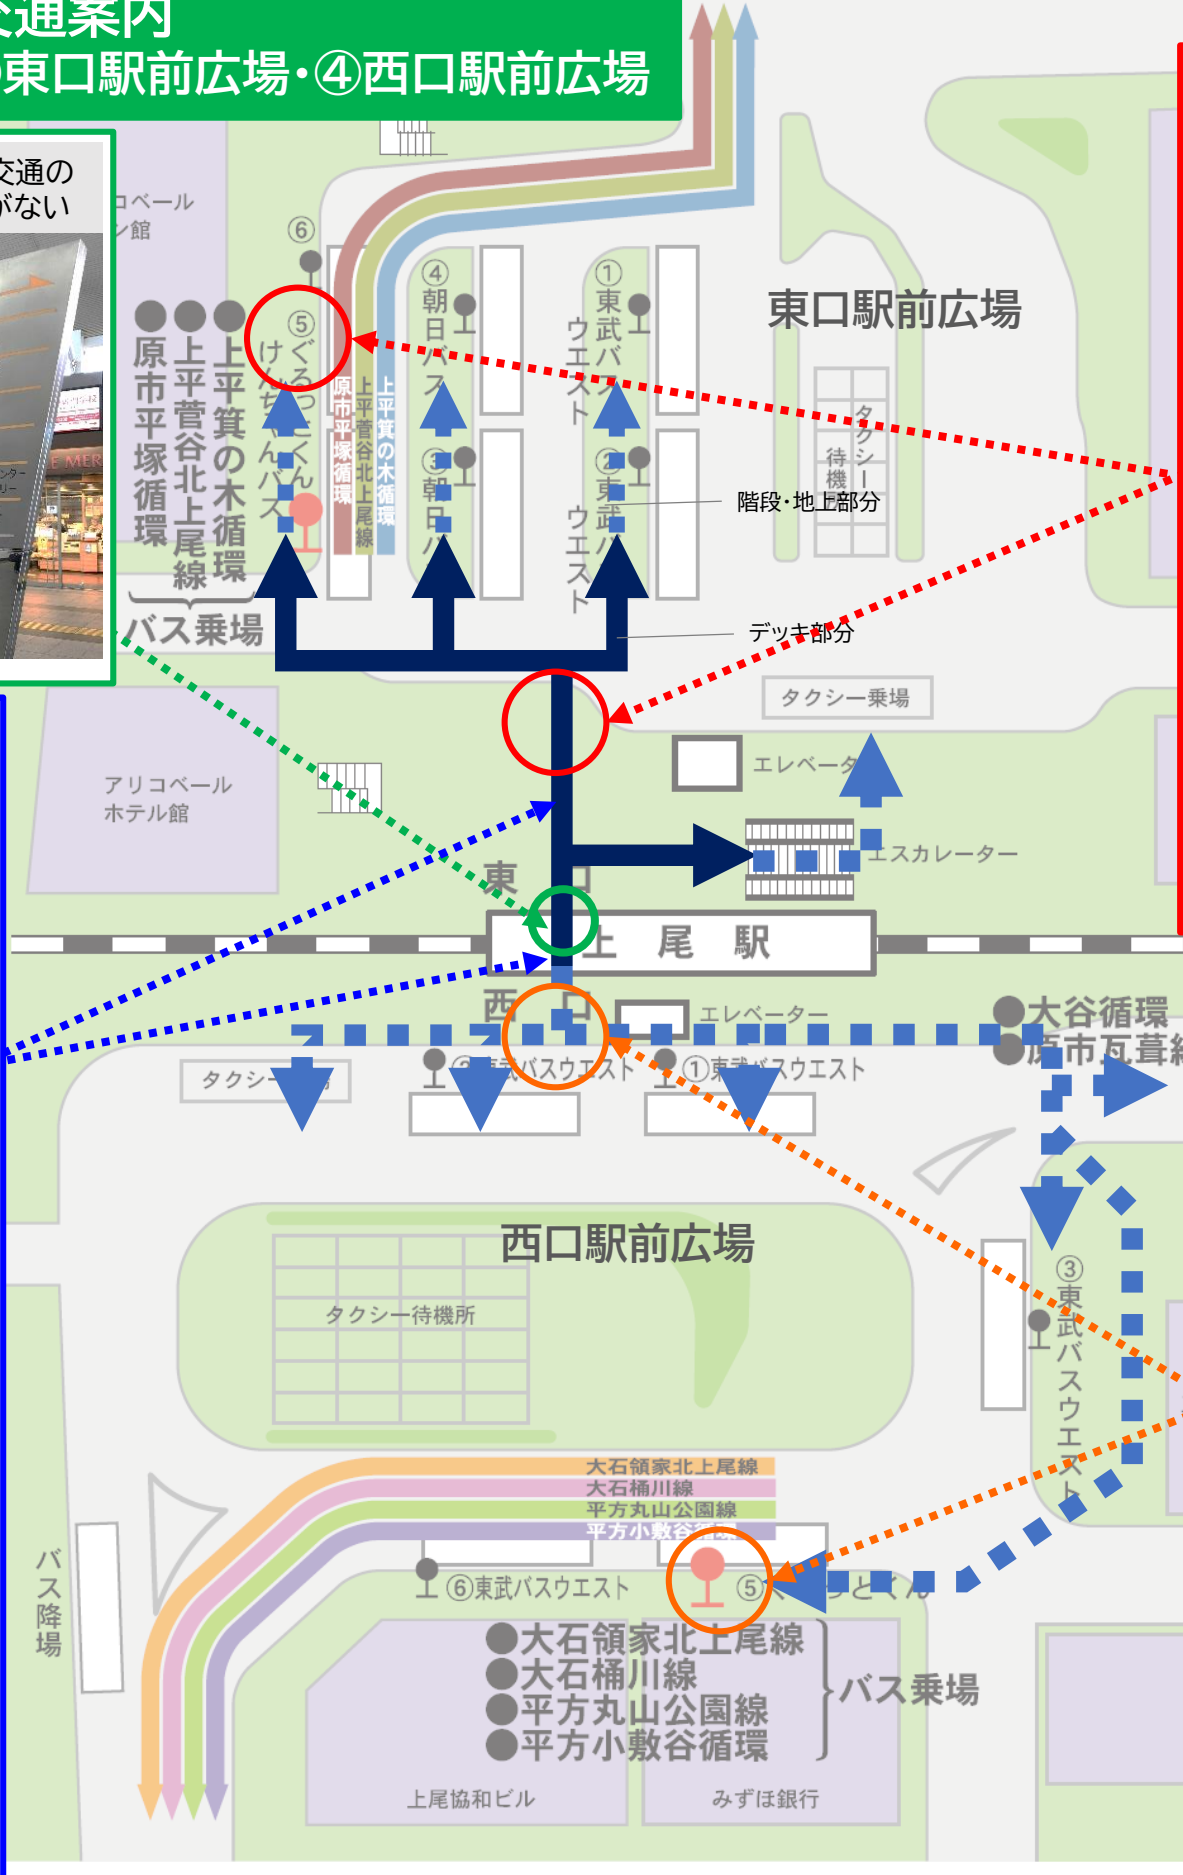 交通案内
東口駅前広場・④西口駅前広場
交通の
がない
コベール
ン館
⑥
⑤ぐるっとくん
けんちゃんバス
④朝日バス
①東武バス
ウエスト
東口駅前広場
●上平箕の木循環
●上平菅谷北上尾線
●原市平塚循環
バス乗場
原市平塚循環
上平菅谷北上尾線
上平箕の木循環
③朝日バ
②東武バ
ウエスト
タクシー
待機
階段・地上部分
デッキ部分
タクシー乗場
エレベータ
アリコベール
ホテル館
エスカレーター
東口
上尾駅
西口
エレベーター
●大谷循環
●原市瓦葺線
タクシー
②東武バスウエスト
①東武バスウエスト
西口駅前広場
タクシー待機所
③東武バスウエスト
大石領家北上尾線
大石桶川線
平方丸山公園線
平方小敷谷循環
バス降場
⑥東武バスウエスト
⑤ぐるっとくん
●大石領家北上尾線
●大石桶川線
●平方丸山公園線
●平方小敷谷循環
バス乗場
上尾協和ビル
みずほ銀行